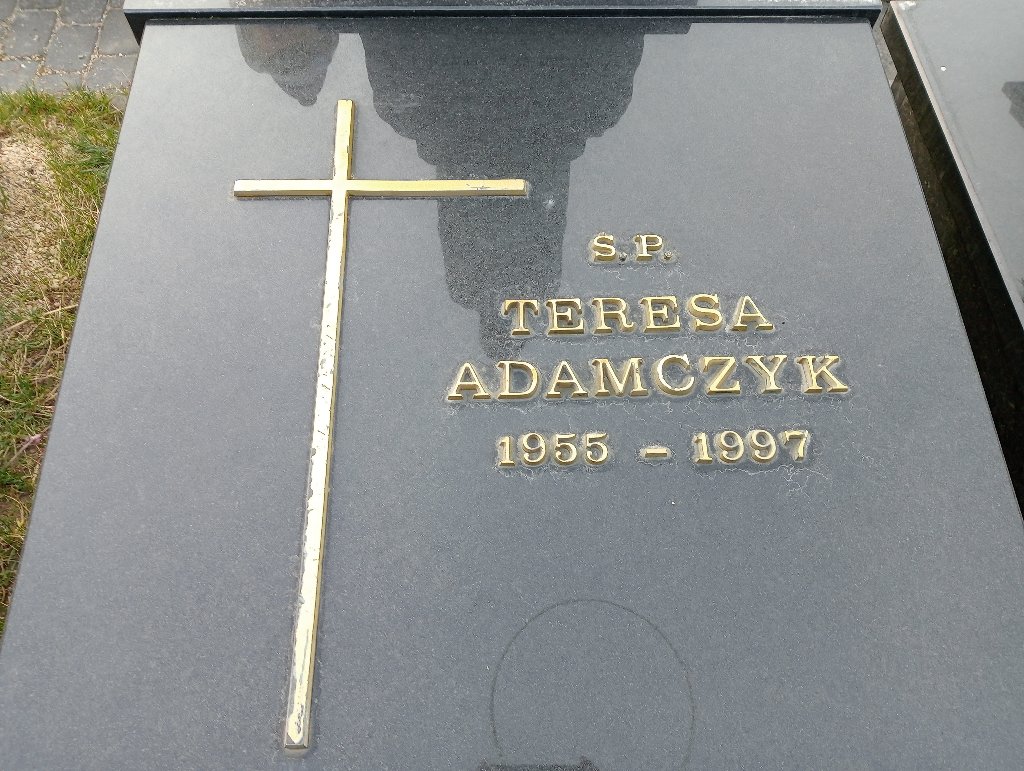 S.P.
TERESA
ADAMCZYK
1955 – 1997